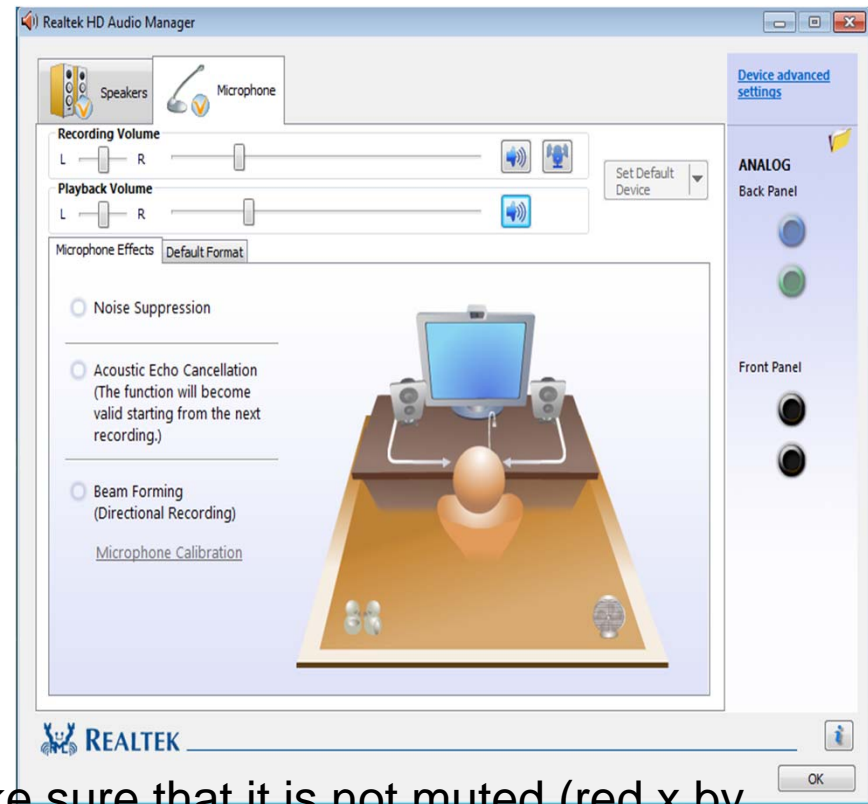 Realtek HD Audio Manager
Speakers
Microphone
Device advanced
settings
Recording Volume
L R
Set Default
Device
Playback Volume
L R
ANALOG
Back Panel
Microphone Effects Default Format
Noise Suppression
Acoustic Echo Cancellation
(The function will become
valid starting from the next
recording.)
Front Panel
Beam Forming
(Directional Recording)
Microphone Calibration
REALTEK
i
OK
sure that it is not muted (red x by